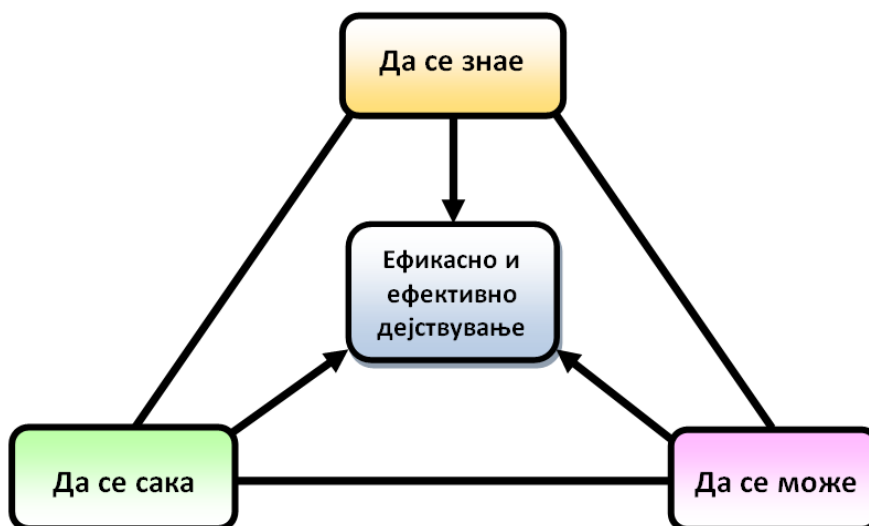 Да се знае
Ефикасно и
ефективно
дејствување
Да се сака
Да се може